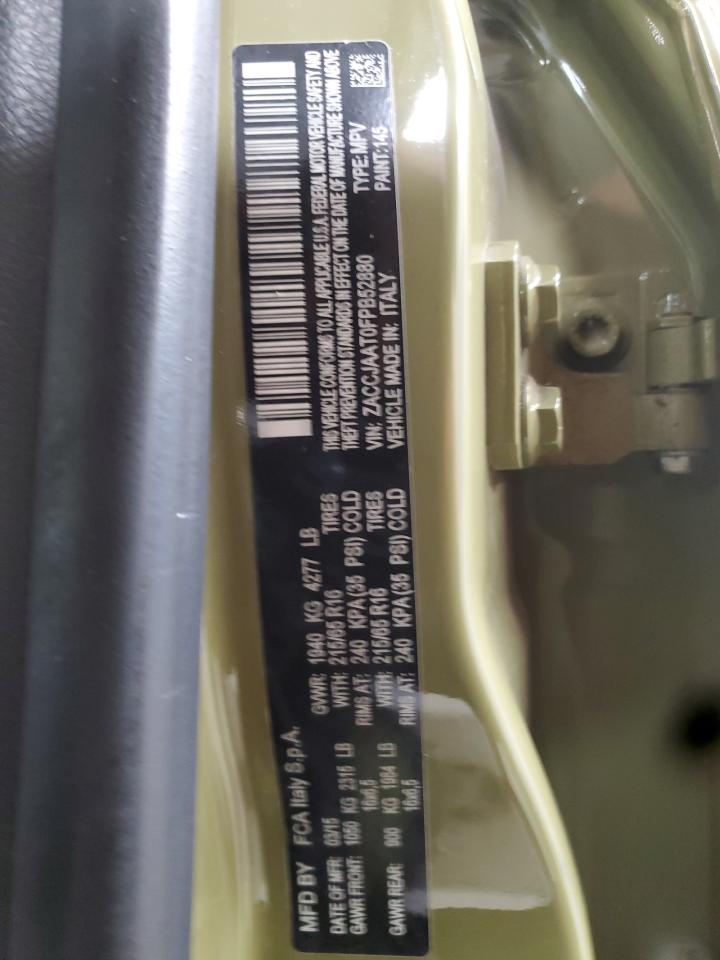 MFD BY FCA Italy S.p.A.
DATE OF MFR: 03/15 GVWR: 1940 KG 4277 LB
GAWR FRONT: 1050 KG 2315 LB WITH: 215/65 R16 TIRES
16x6,5 RIMS AT: 240 KPA(35 PSI) COLD
GAWR REAR: 900 KG 1984 LB WITH: 215/65 R16 TIRES
16x6,5 RIMS AT: 240 KPA(35 PSI) COLD
THIS VEHICLE CONFORMS TO ALL APPLICABLE U.S.A. FEDERAL MOTOR VEHICLE SAFETY AND
THEFT PREVENTION STANDARDS IN EFFECT ON THE DATE OF MANUFACTURE SHOWN ABOVE
VIN: ZACCJAAT0FPB52880 TYPE:MPV
VEHICLE MADE IN: ITALY PAINT:145